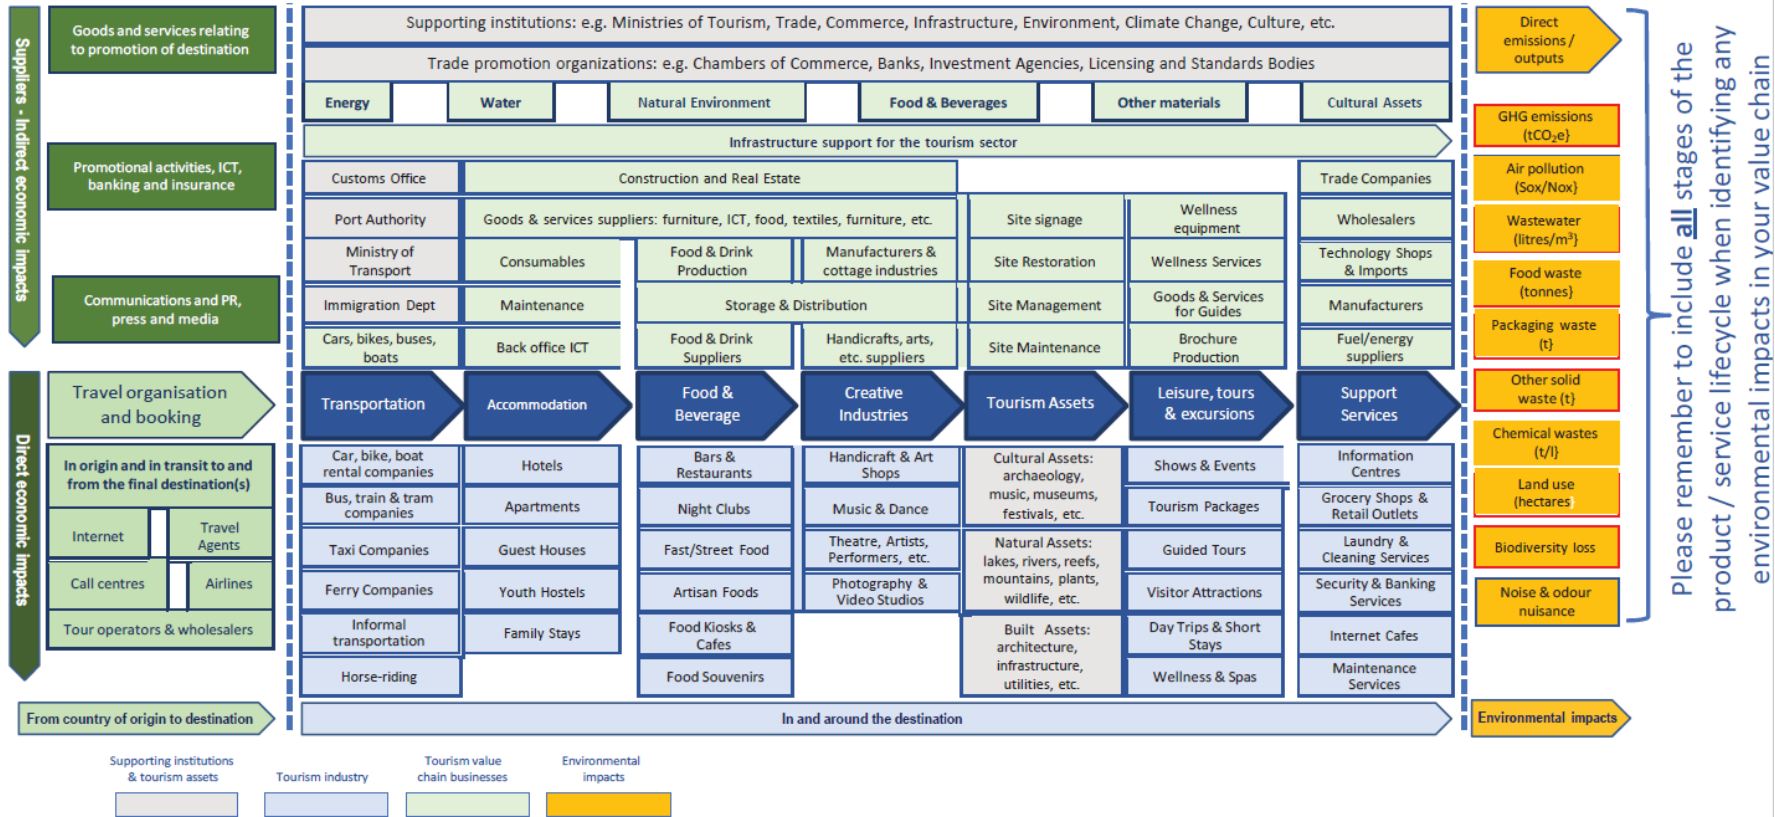 Suppliers - Indirect economic impacts
Goods and services relating
to promotion of destination
Promotional activities, ICT,
banking and insurance
Communications and PR,
press and media
Direct economic impacts
Travel organisation
and booking
In origin and in transit to and
from the final destination(s)
Internet
Travel
Agents
Call centres
Airlines
Tour operators & wholesalers
From country of origin to destination
Supporting institutions: e.g. Ministries of Tourism, Trade, Commerce, Infrastructure, Environment, Climate Change, Culture, etc.
Trade promotion organizations: e.g. Chambers of Commerce, Banks, Investment Agencies, Licensing and Standards Bodies
Energy
Water
Natural Environment
Food & Beverages
Other materials
Cultural Assets
Infrastructure support for the tourism sector
Customs Office
Construction and Real Estate
Trade Companies
Port Authority
Goods & services suppliers: furniture, ICT, food, textiles, furniture, etc.
Site signage
Wellness
equipment
Wholesalers
Ministry of
Transport
Consumables
Food & Drink
Production
Manufacturers &
cottage industries
Site Restoration
Wellness Services
Technology Shops
& Imports
Immigration Dept
Maintenance
Storage & Distribution
Site Management
Goods & Services
for Guides
Manufacturers
Cars, bikes, buses,
boats
Back office ICT
Food & Drink
Suppliers
Handicrafts, arts,
etc. suppliers
Site Maintenance
Brochure
Production
Fuel/energy
suppliers
Transportation
Accommodation
Food &
Beverage
Creative
Industries
Tourism Assets
Leisure, tours
& excursions
Support
Services
Car, bike, boat
rental companies
Bus, train & tram
companies
Taxi Companies
Ferry Companies
Informal
transportation
Horse-riding
Hotels
Apartments
Guest Houses
Youth Hostels
Family Stays
Bars &
Restaurants
Night Clubs
Fast/Street Food
Artisan Foods
Food Kiosks &
Cafes
Food Souvenirs
Handicraft & Art
Shops
Music & Dance
Theatre, Artists,
Performers, etc.
Photography &
Video Studios
Cultural Assets:
archaeology,
music, museums,
festivals, etc.
Natural Assets:
lakes, rivers, reefs,
mountains, plants,
wildlife, etc.
Built Assets:
architecture,
infrastructure,
utilities, etc.
Shows & Events
Tourism Packages
Guided Tours
Visitor Attractions
Day Trips & Short
Stays
Wellness & Spas
Information
Centres
Grocery Shops &
Retail Outlets
Laundry &
Cleaning Services
Security & Banking
Services
Internet Cafes
Maintenance
Services
In and around the destination
Direct
emissions /
outputs
GHG emissions
(tCO₂e}
Air pollution
(Sox/Nox}
Wastewater
(litres/m³}
Food waste
(tonnes}
Packaging waste
(t}
Other solid
waste (t}
Chemical wastes
(t/l}
Land use
(hectares}
Biodiversity loss
Noise & odour
nuisance
Environmental impacts
Please remember to include all stages of the
product / service lifecycle when identifying any
environmental impacts in your value chain
Supporting institutions
& tourism assets
Tourism industry
Tourism value
chain businesses
Environmental
impacts